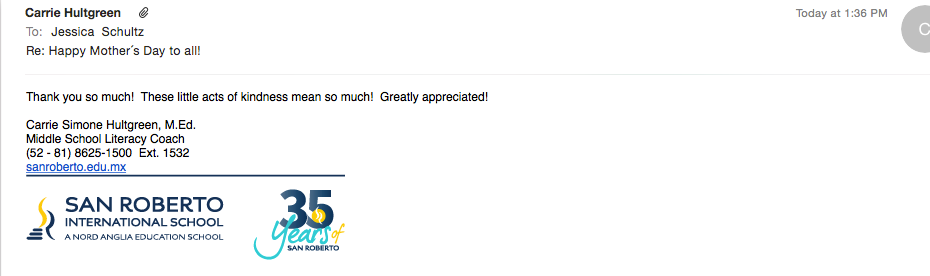 Carrie Hultgreen
Today at 1:36 PM
To: Jessica Schultz
C
Re: Happy Mother´s Day to all!
Thank you so much!  These little acts of kindness mean so much!  Greatly appreciated!
Carrie Simone Hultgreen, M.Ed.
Middle School Literacy Coach
(52 - 81) 8625-1500  Ext. 1532
sanroberto.edu.mx
SAN ROBERTO
INTERNATIONAL SCHOOL
A NORD ANGLIA EDUCATION SCHOOL
35
Years of
SAN ROBERTO